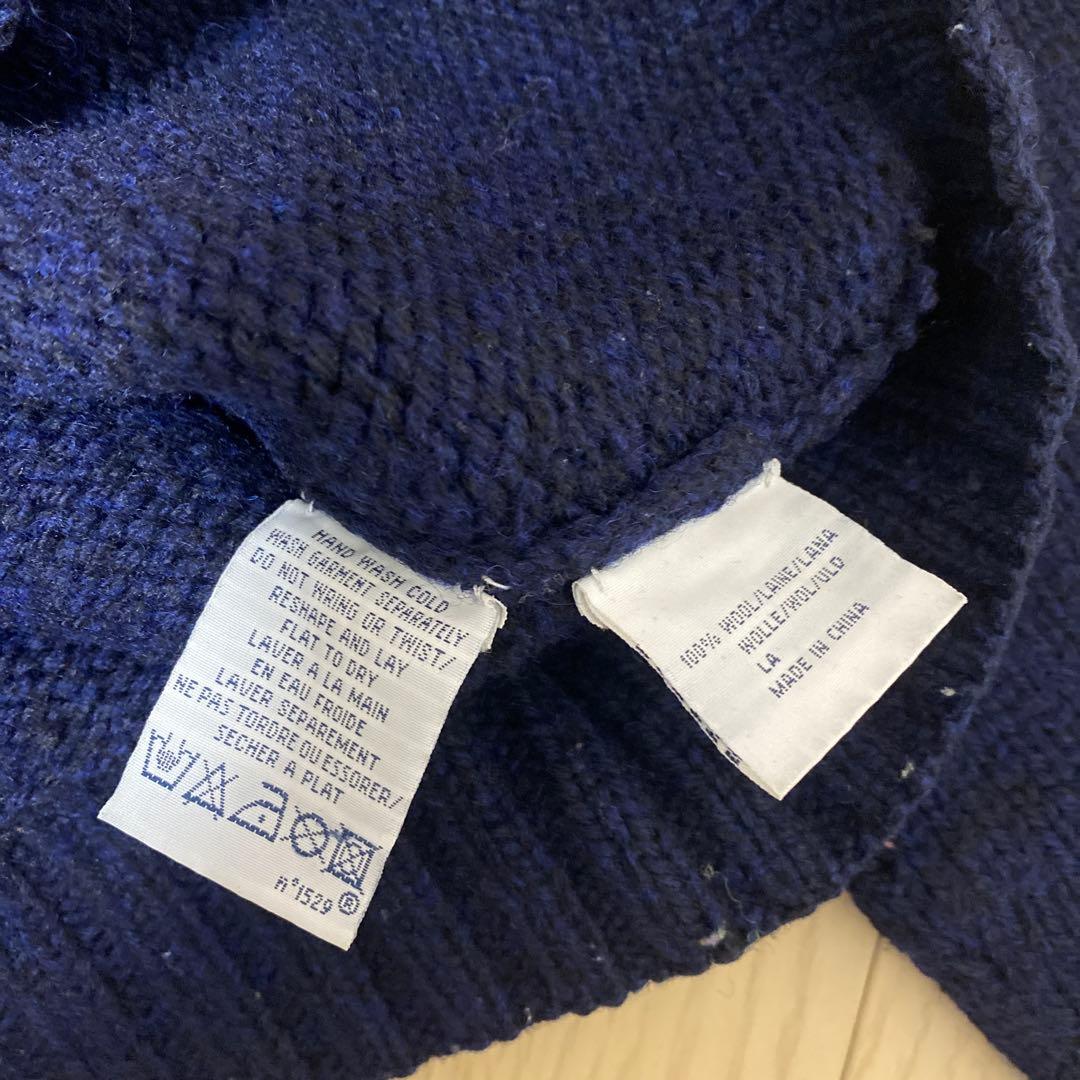 HAND WASH COLD
WASH GARMENT SEPARATELY
DO NOT WRING OR TWIST/
RESHAPE AND LAY
FLAT TO DRY
LAVER A LA MAIN
EN EAU FROIDE
LAVER SEPAREMENT
NE PAS TORDRE OU ESSORER/
SECHER A PLAT
N°1529 ®
100% WOOL/LAINE/LANA
WOLLE/WOL/ULD
LA
MADE IN CHINA